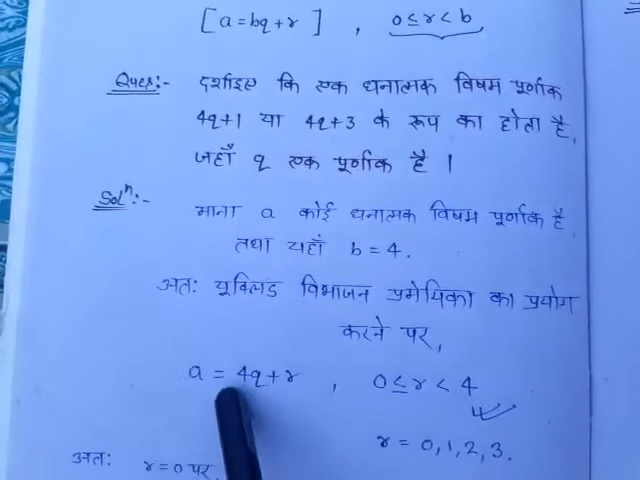 [a = bq + r] , 0 ≤ r < b
Ques:- दर्शाइए कि एक धनात्मक विषम पूर्णांक
4q+1 या 4q+3 के रूप का होता है,
जहाँ q एक पूर्णांक है ।
Solⁿ:- माना a कोई धनात्मक विषम पूर्णांक है
तथा यहाँ b = 4.
अतः यूक्लिड विभाजन प्रमेयिका का प्रयोग
करने पर,
a = 4q + r , 0 ≤ r < 4
r = 0, 1, 2, 3.
अतः r = 0 पर,